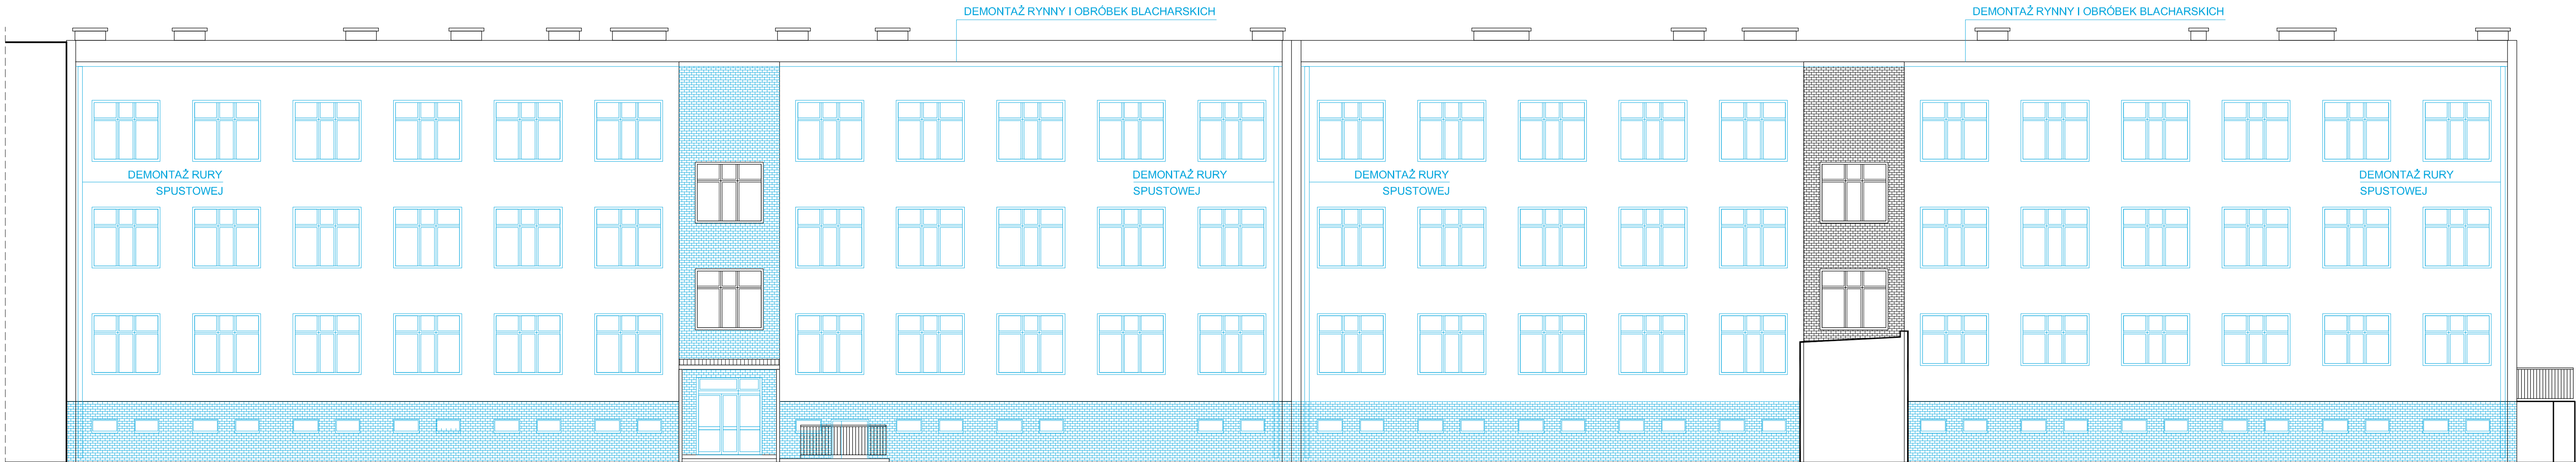 DEMONTAŻ RYNNY I OBRÓBEK BLACHARSKICH
DEMONTAŻ RYNNY I OBRÓBEK BLACHARSKICH
DEMONTAŻ RURY
SPUSTOWEJ
DEMONTAŻ RURY
SPUSTOWEJ
DEMONTAŻ RURY
SPUSTOWEJ
DEMONTAŻ RURY
SPUSTOWEJ